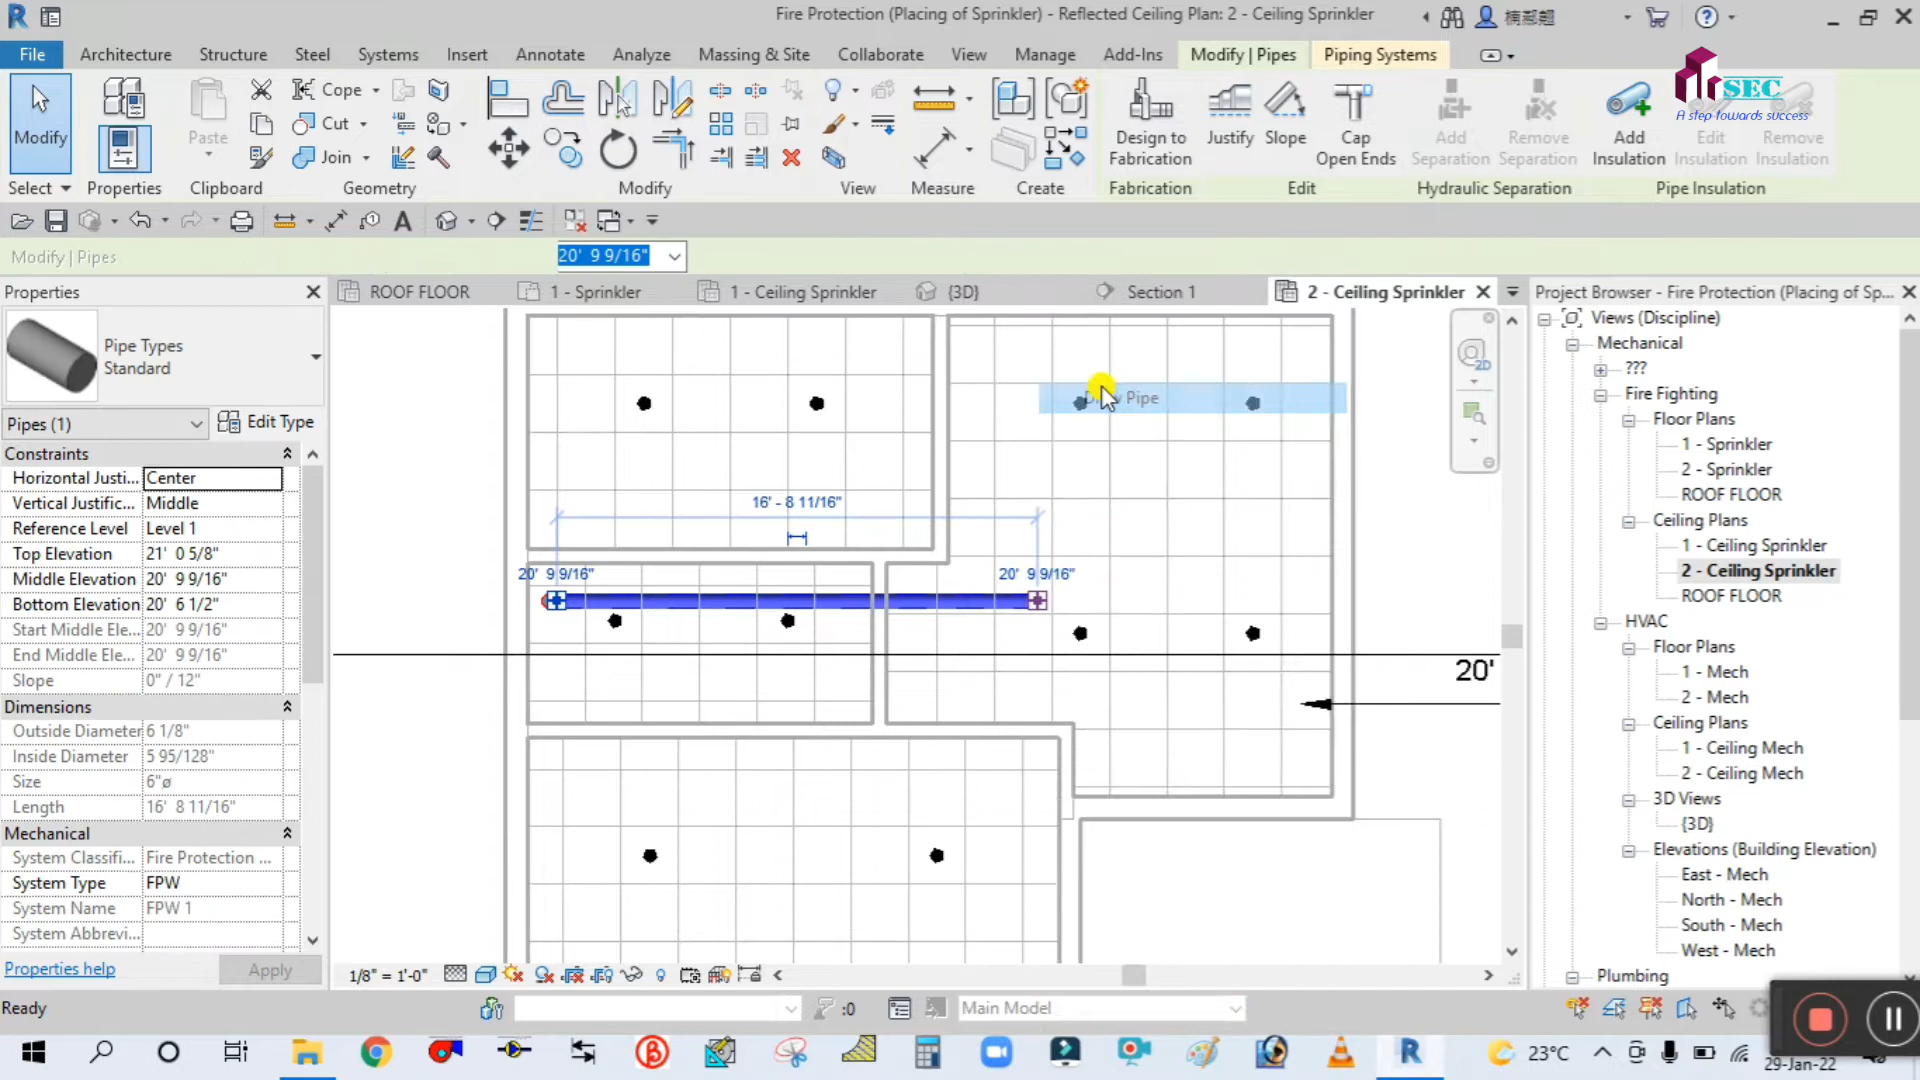 Fire Protection (Placing of Sprinkler) - Reflected Ceiling Plan: 2 - Ceiling Sprinkler
File Architecture Structure Steel Systems Insert Annotate Analyze Massing & Site Collaborate View Manage Add-Ins Modify | Pipes Piping Systems
SEC
A step towards success
Modify
Paste
Cope
Cut
Join
Design to Fabrication
Justify
Slope
Cap Open Ends
Add Separation
Remove Separation
Add Insulation
Edit Insulation
Remove Insulation
Select Properties Clipboard Geometry Modify View Measure Create Fabrication Edit Hydraulic Separation Pipe Insulation
Modify | Pipes 20' 9 9/16"
Properties
ROOF FLOOR 1 - Sprinkler 1 - Ceiling Sprinkler {3D} Section 1 2 - Ceiling Sprinkler
Project Browser - Fire Protection (Placing of Sp...
Pipe Types
Standard
Pipes (1) Edit Type
Constraints
Horizontal Justi... Center
Vertical Justific... Middle
Reference Level Level 1
Top Elevation 21' 0 5/8"
Middle Elevation 20' 9 9/16"
Bottom Elevation 20' 6 1/2"
Start Middle Ele... 20' 9 9/16"
End Middle Ele... 20' 9 9/16"
Slope 0" / 12"
Dimensions
Outside Diameter 6 1/8"
Inside Diameter 5 95/128"
Size 6"ø
Length 16' 8 11/16"
Mechanical
System Classifi... Fire Protection ...
System Type FPW
System Name FPW 1
System Abbrevi...
Properties help Apply
Pipe
16' - 8 11/16"
20' 9 9/16" 20' 9 9/16"
20'
2D
Views (Discipline)
Mechanical
???
Fire Fighting
Floor Plans
1 - Sprinkler
2 - Sprinkler
ROOF FLOOR
Ceiling Plans
1 - Ceiling Sprinkler
2 - Ceiling Sprinkler
ROOF FLOOR
HVAC
Floor Plans
1 - Mech
2 - Mech
Ceiling Plans
1 - Ceiling Mech
2 - Ceiling Mech
3D Views
{3D}
Elevations (Building Elevation)
East - Mech
North - Mech
South - Mech
West - Mech
Plumbing
1/8" = 1'-0"
Ready :0 Main Model
23°C
29-Jan-22